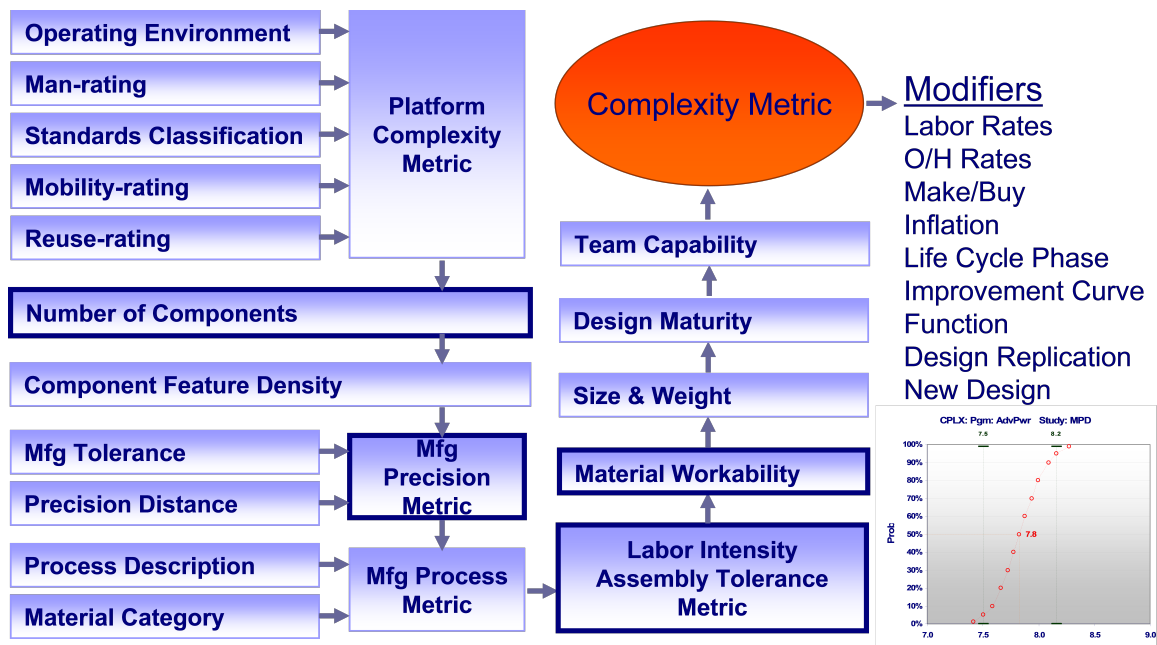 Operating Environment
Man-rating
Standards Classification
Mobility-rating
Reuse-rating
Platform
Complexity
Metric
Number of Components
Component Feature Density
Mfg Tolerance
Precision Distance
Mfg
Precision
Metric
Process Description
Material Category
Mfg Process
Metric
Labor Intensity
Assembly Tolerance
Metric
Material Workability
Size & Weight
Design Maturity
Team Capability
Complexity Metric
Modifiers
Labor Rates
O/H Rates
Make/Buy
Inflation
Life Cycle Phase
Improvement Curve
Function
Design Replication
New Design
CPLX: Pgm: AdvPwr Study: MPD
7.5 8.2
100%
90%
80%
70%
60%
50%
40%
30%
20%
10%
0%
Prob
7.8
7.0 7.5 8.0 8.5 9.0